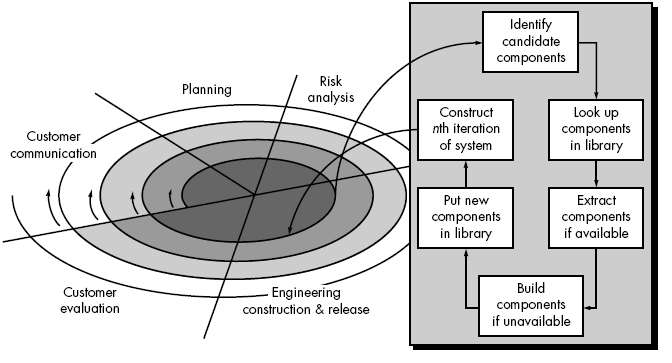 Planning
Risk
analysis
Customer
communication
Customer
evaluation
Engineering
construction & release
Identify
candidate
components
Look up
components
in library
Extract
components
if available
Build
components
if unavailable
Put new
components
in library
Construct
nth iteration
of system